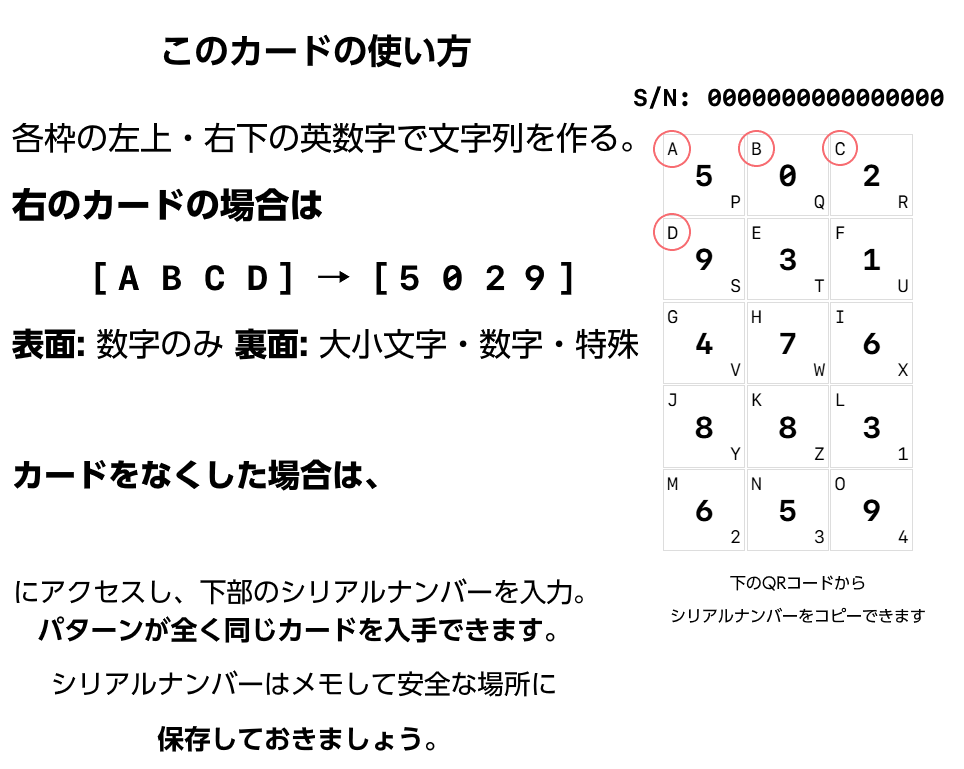 このカードの使い方
各枠の左上・右下の英数字で文字列を作る。
右のカードの場合は
[ A B C D ] → [ 5 0 2 9 ]
表面: 数字のみ 裏面: 大小文字・数字・特殊
カードをなくした場合は、
にアクセスし、下部のシリアルナンバーを入力。
パターンが全く同じカードを入手できます。
シリアルナンバーはメモして安全な場所に
保存しておきましょう。
S/N: 0000000000000000
A B C
5 0 2
P Q R
D E F
9 3 1
S T U
G H I
4 7 6
V W X
J K L
8 8 3
Y Z 1
M N O
6 5 9
2 3 4
下のQRコードから
シリアルナンバーをコピーできます